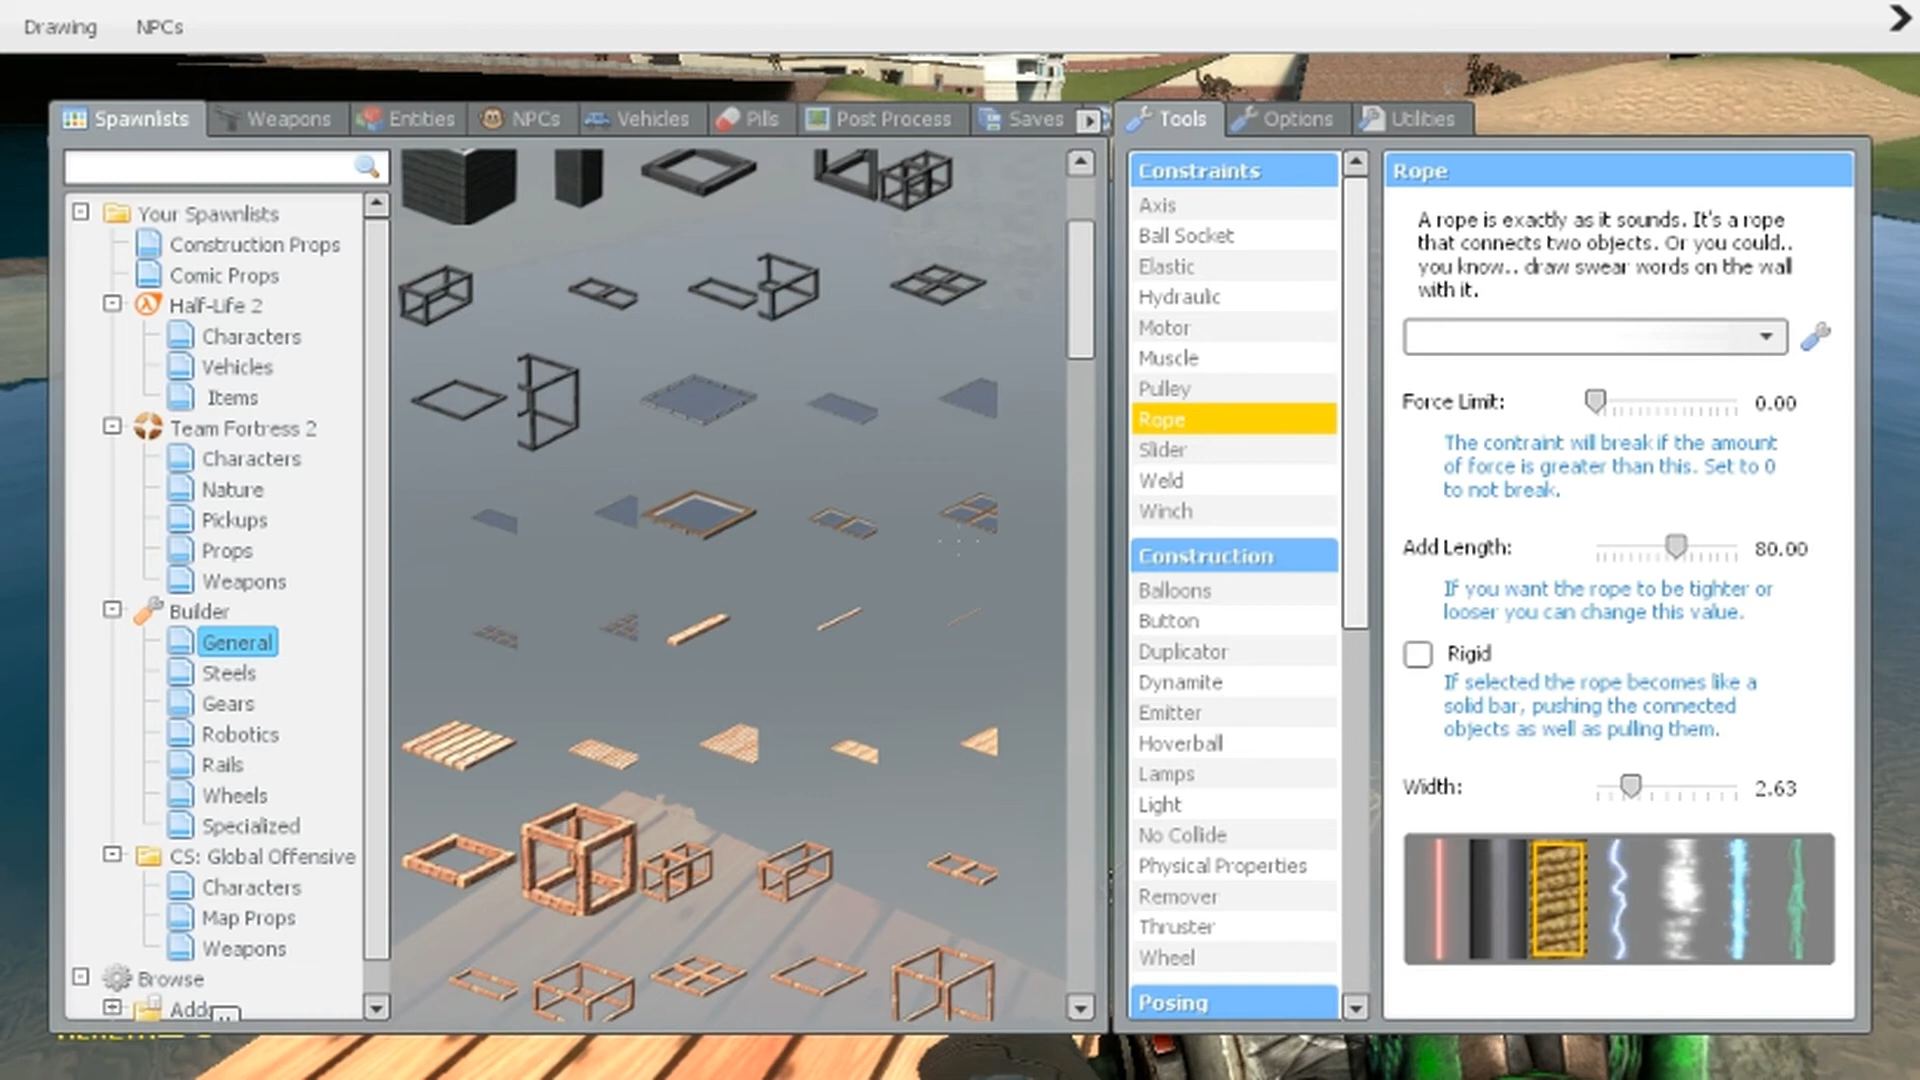 Drawing NPCs
Spawnlists Weapons Entities NPCs Vehicles Pills Post Process Saves
Your Spawnlists
Construction Props
Comic Props
Half-Life 2
Characters
Vehicles
Items
Team Fortress 2
Characters
Nature
Pickups
Props
Weapons
Builder
General
Steels
Gears
Robotics
Rails
Wheels
Specialized
CS: Global Offensive
Characters
Map Props
Weapons
Browse
Tools Options Utilities
Constraints
Axis
Ball Socket
Elastic
Hydraulic
Motor
Muscle
Pulley
Rope
Slider
Weld
Winch
Construction
Balloons
Button
Duplicator
Dynamite
Emitter
Hoverball
Lamps
Light
No Collide
Physical Properties
Remover
Thruster
Wheel
Posing
Rope
A rope is exactly as it sounds. It's a rope
that connects two objects. Or you could..
you know.. draw swear words on the wall
with it.
Force Limit: 0.00
The contraint will break if the amount
of force is greater than this. Set to 0
to not break.
Add Length: 80.00
If you want the rope to be tighter or
looser you can change this value.
Rigid
If selected the rope becomes like a
solid bar, pushing the connected
objects as well as pulling them.
Width: 2.63